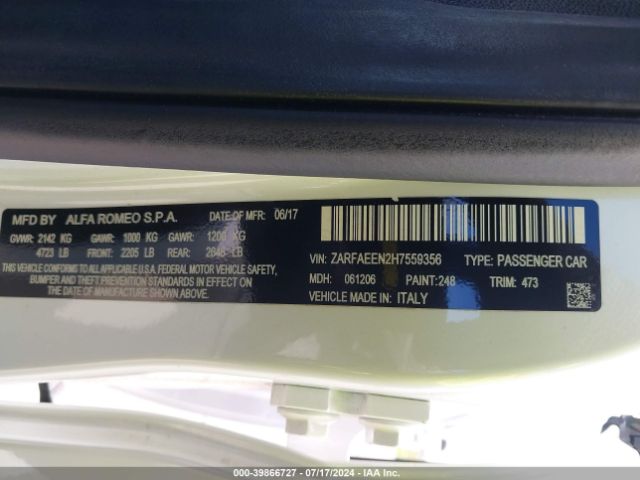 MFD BY ALFA ROMEO S.P.A. DATE OF MFR: 06/17
GVWR: 2142 KG GAWR: 1000 KG GAWR: 1200 KG
4723 LB FRONT: 2205 LB REAR: 2646 LB
THIS VEHICLE CONFORMS TO ALL APPLICABLE U.S.A. FEDERAL MOTOR VEHICLE SAFETY,
BUMPER AND THEFT PREVENTION STANDARDS IN EFFECT ON
THE DATE OF MANUFACTURE SHOWN ABOVE.
VIN: ZARFAEEN2H7559356 TYPE: PASSENGER CAR
MDH: 061206 PAINT: 248 TRIM: 473
VEHICLE MADE IN: ITALY
000-39866727 - 07/17/2024 - IAAI.com